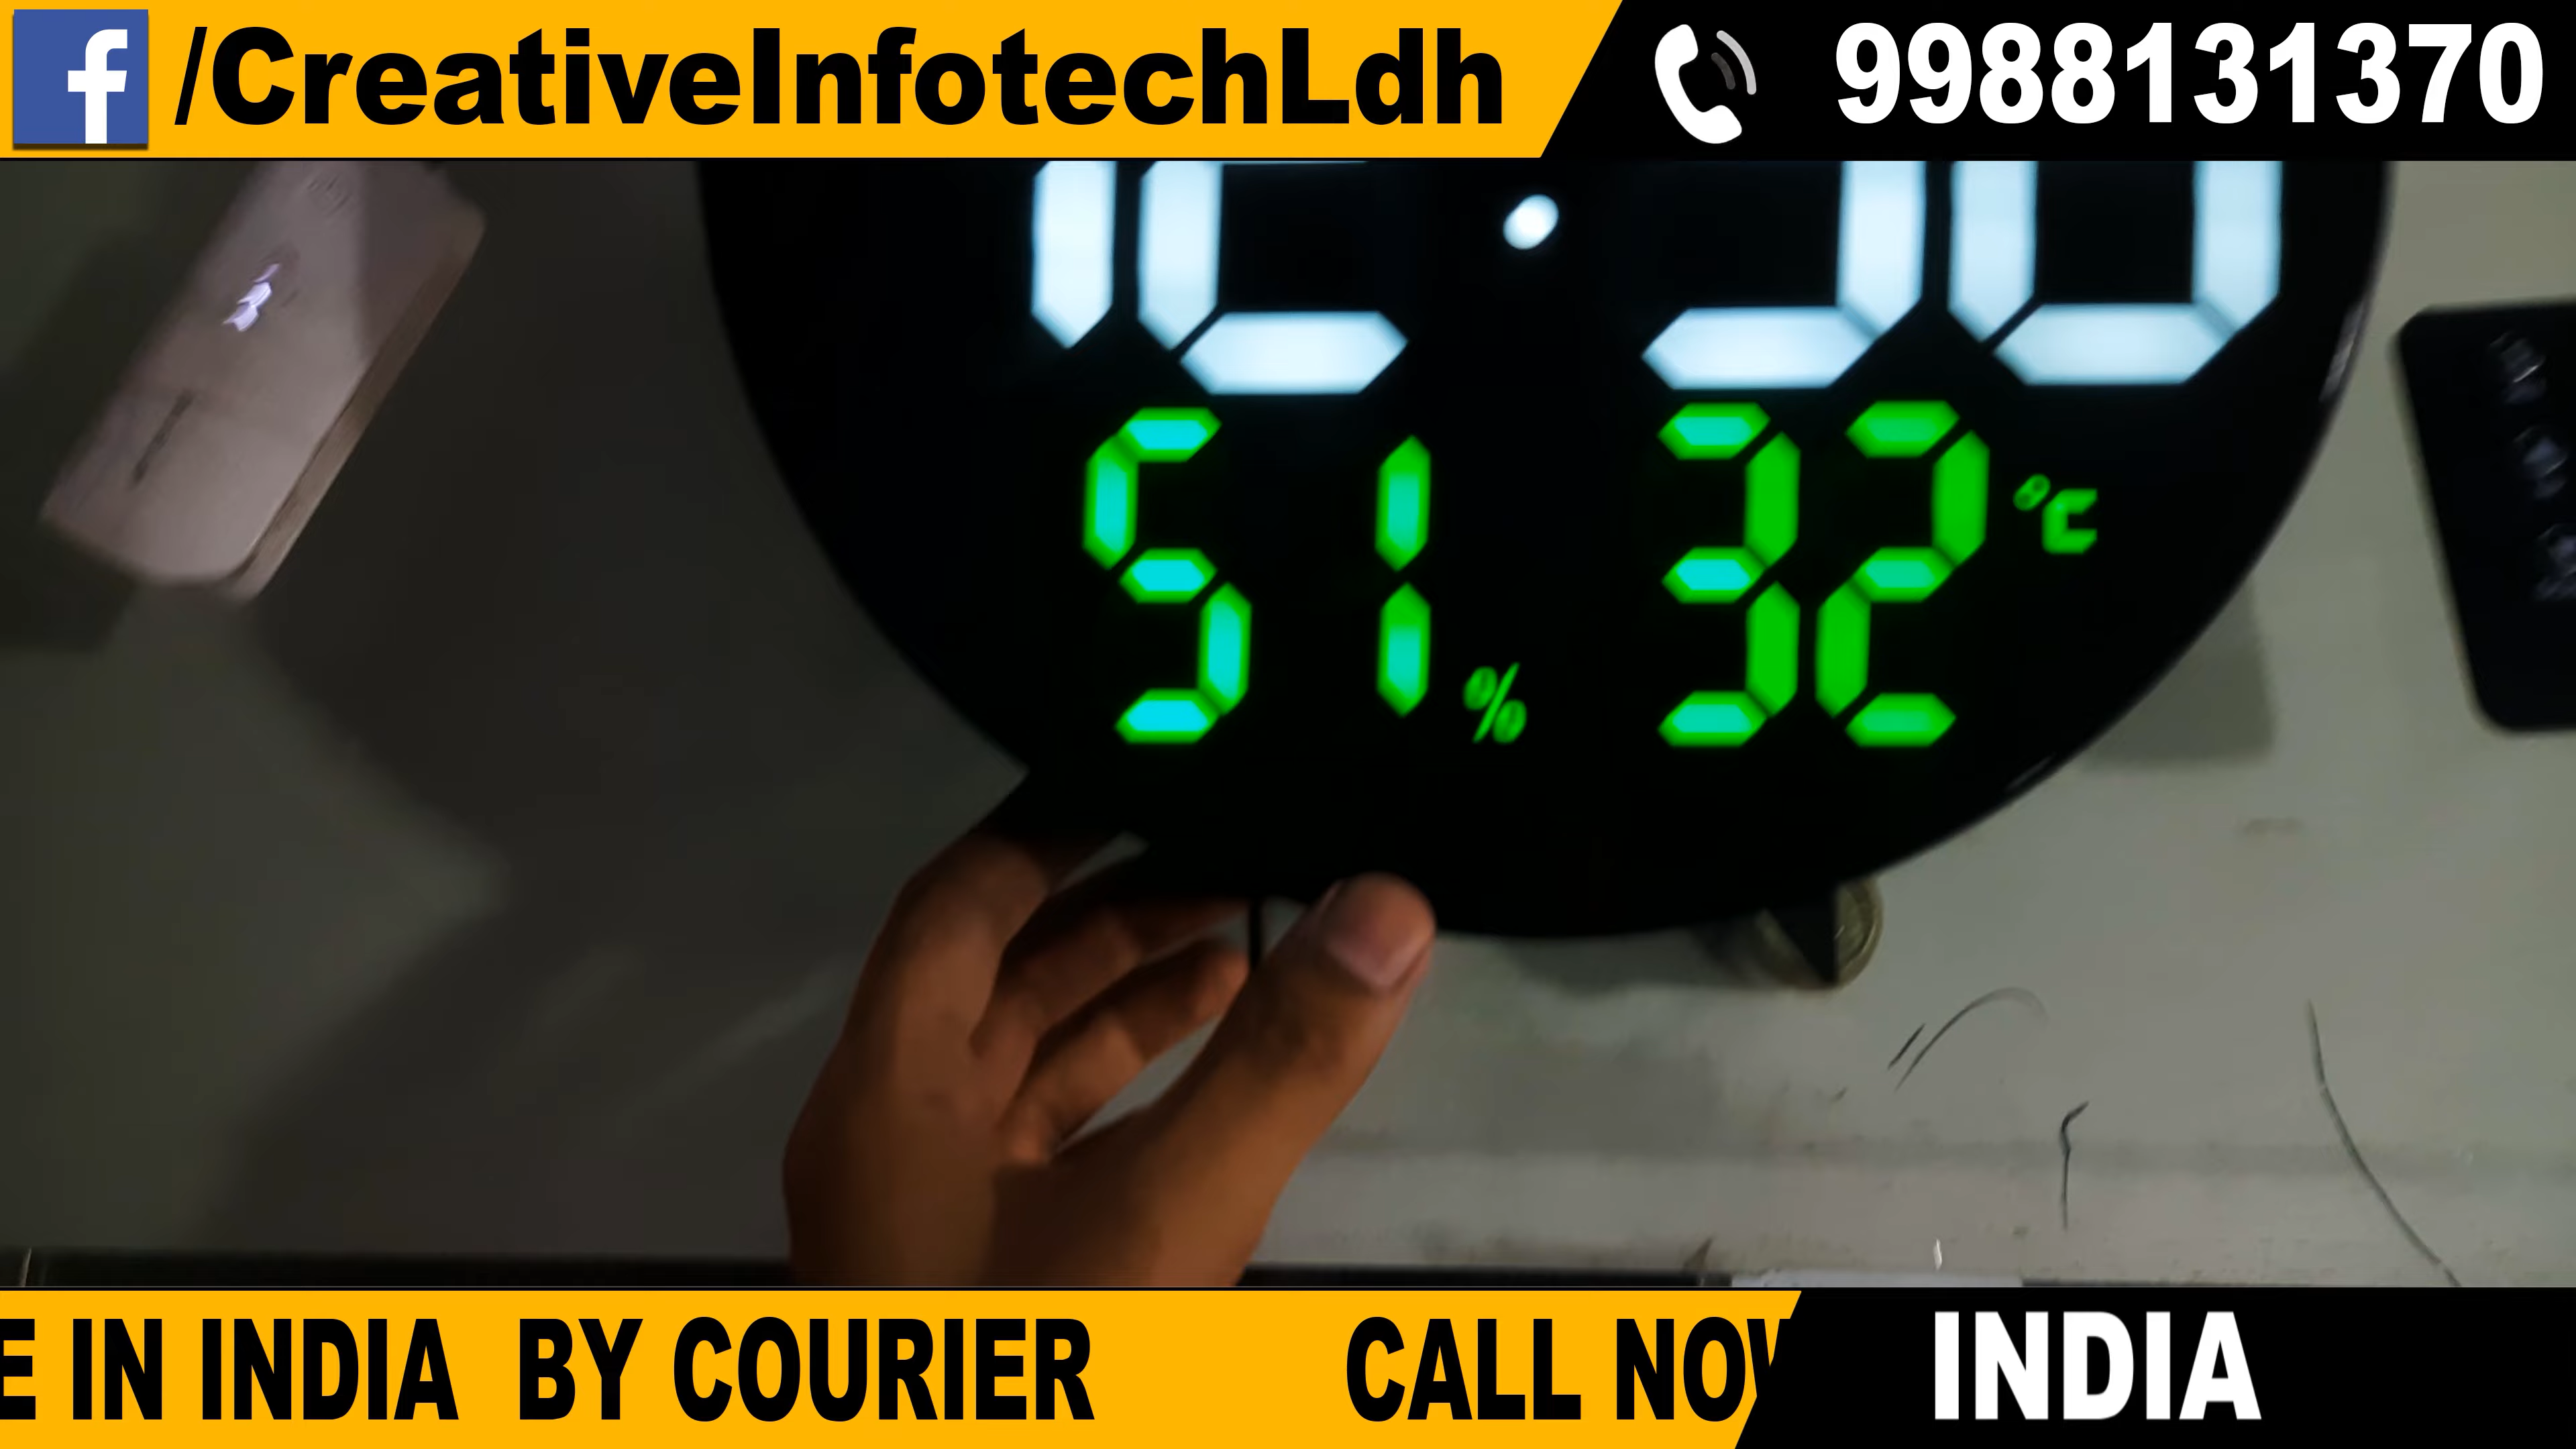 f /CreativeInfotechLdh 9988131370
51% 32°C
E IN INDIA BY COURIER CALL NOW INDIA